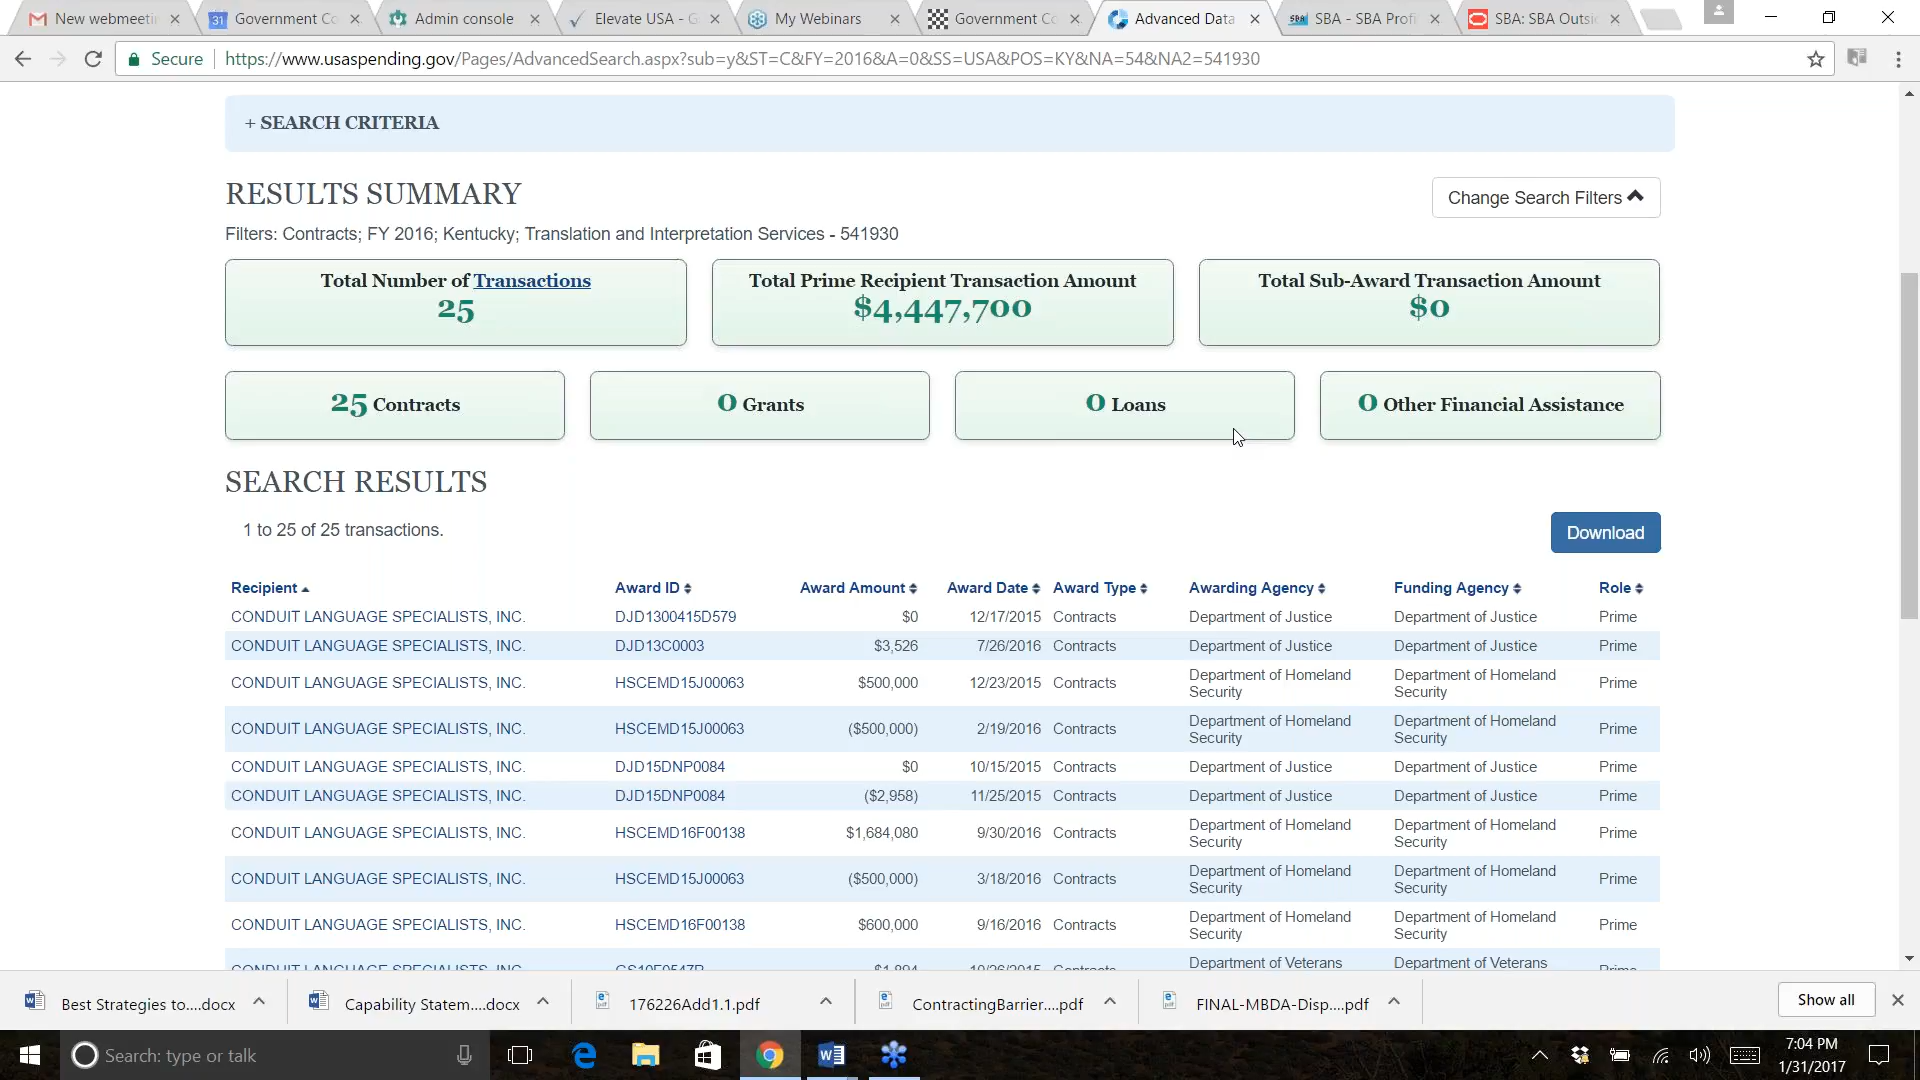 New webmeeti
Government Co
Admin console
Elevate USA - G
My Webinars
Government Co
Advanced Data
SBA - SBA Profi
SBA: SBA Outsi
Secure https://www.usaspending.gov/Pages/AdvancedSearch.aspx?sub=y&ST=C&FY=2016&A=0&SS=USA&POS=KY&NA=54&NA2=541930
+ SEARCH CRITERIA
RESULTS SUMMARY
Change Search Filters
Filters: Contracts; FY 2016; Kentucky; Translation and Interpretation Services - 541930
Total Number of Transactions
25
Total Prime Recipient Transaction Amount
$4,447,700
Total Sub-Award Transaction Amount
$0
25 Contracts
0 Grants
0 Loans
0 Other Financial Assistance
SEARCH RESULTS
1 to 25 of 25 transactions.
Download
Recipient Award ID Award Amount Award Date Award Type Awarding Agency Funding Agency Role
CONDUIT LANGUAGE SPECIALISTS, INC. DJD1300415D579 $0 12/17/2015 Contracts Department of Justice Department of Justice Prime
CONDUIT LANGUAGE SPECIALISTS, INC. DJD13C0003 $3,526 7/26/2016 Contracts Department of Justice Department of Justice Prime
CONDUIT LANGUAGE SPECIALISTS, INC. HSCEMD15J00063 $500,000 12/23/2015 Contracts Department of Homeland Security Department of Homeland Security Prime
CONDUIT LANGUAGE SPECIALISTS, INC. HSCEMD15J00063 ($500,000) 2/19/2016 Contracts Department of Homeland Security Department of Homeland Security Prime
CONDUIT LANGUAGE SPECIALISTS, INC. DJD15DNP0084 $0 10/15/2015 Contracts Department of Justice Department of Justice Prime
CONDUIT LANGUAGE SPECIALISTS, INC. DJD15DNP0084 ($2,958) 11/25/2015 Contracts Department of Justice Department of Justice Prime
CONDUIT LANGUAGE SPECIALISTS, INC. HSCEMD16F00138 $1,684,080 9/30/2016 Contracts Department of Homeland Security Department of Homeland Security Prime
CONDUIT LANGUAGE SPECIALISTS, INC. HSCEMD15J00063 ($500,000) 3/18/2016 Contracts Department of Homeland Security Department of Homeland Security Prime
CONDUIT LANGUAGE SPECIALISTS, INC. HSCEMD16F00138 $600,000 9/16/2016 Contracts Department of Homeland Security Department of Homeland Security Prime
CONDUIT LANGUAGE SPECIALISTS, INC. Contracts Department of Veterans Department of Veterans Prime
Best Strategies to....docx
Capability Statem....docx
176226Add1.1.pdf
ContractingBarrier....pdf
FINAL-MBDA-Disp....pdf
Show all
Search: type or talk
7:04 PM
1/31/2017